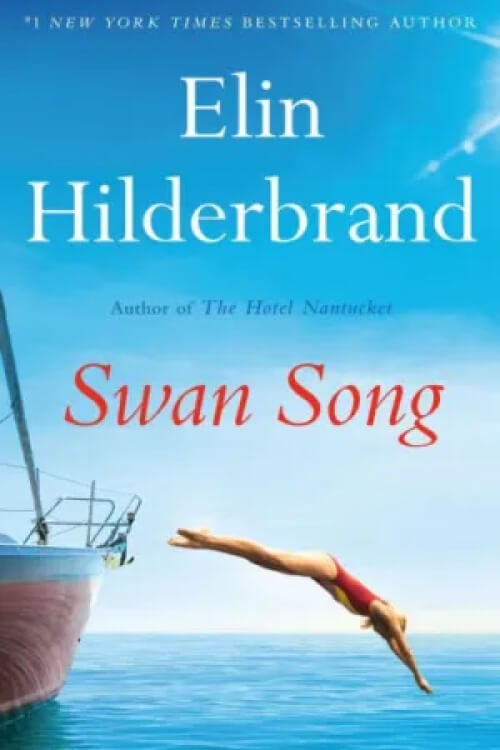 #1 NEW YORK TIMES BESTSELLING AUTHOR
Elin
Hilderbrand
Author of The Hotel Nantucket
Swan Song